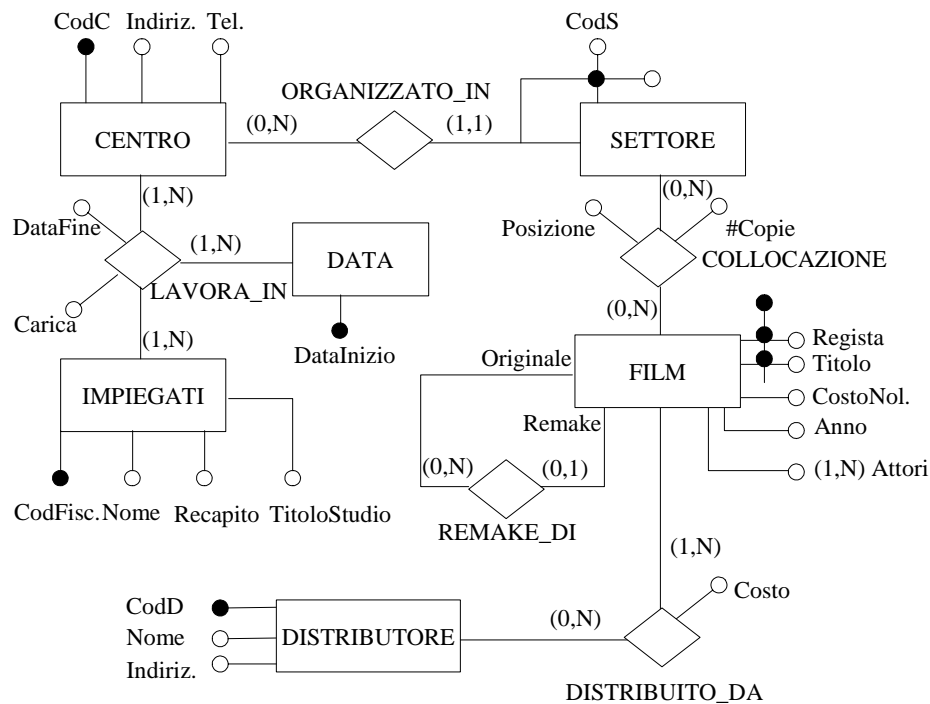 CodC Indiriz. Tel.
CodS
ORGANIZZATO_IN
(0,N) (1,1)
CENTRO
SETTORE
(1,N)
(0,N)
DataFine
(1,N)
Posizione
#Copie
DATA
COLLOCAZIONE
LAVORA_IN
Carica
(0,N)
DataInizio
(1,N)
Regista
Originale
FILM
Titolo
IMPIEGATI
CostoNol.
Remake
Anno
(0,N) (0,1)
(1,N) Attori
CodFisc. Nome Recapito TitoloStudio
REMAKE_DI
(1,N)
Costo
CodD
(0,N)
Nome
DISTRIBUTORE
Indiriz.
DISTRIBUITO_DA